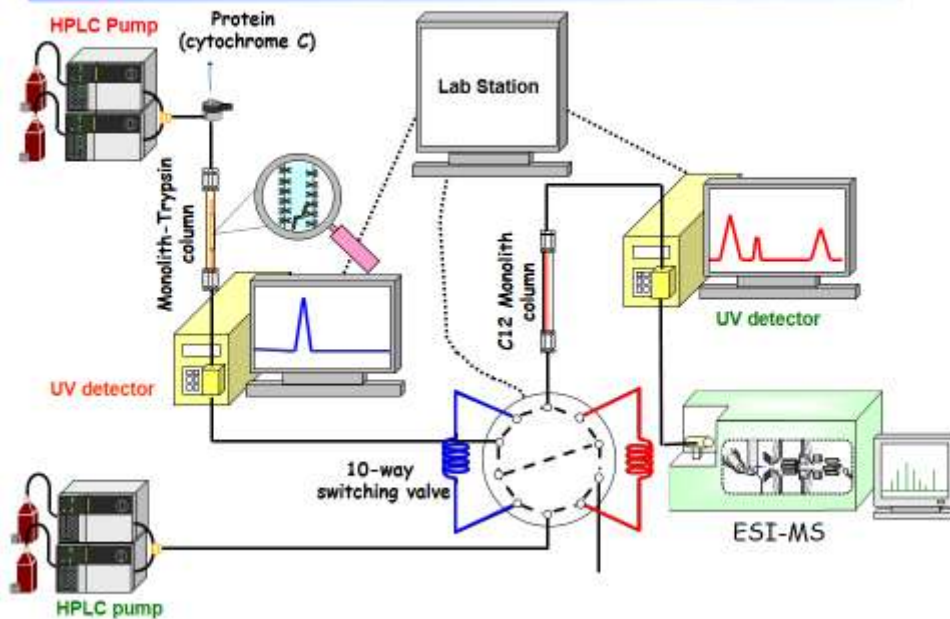 HPLC Pump
Protein
(cytochrome C)
Lab Station
Monolith-Trypsin
column
C12 Monolith
column
UV detector
UV detector
10-way
switching valve
ESI-MS
HPLC pump